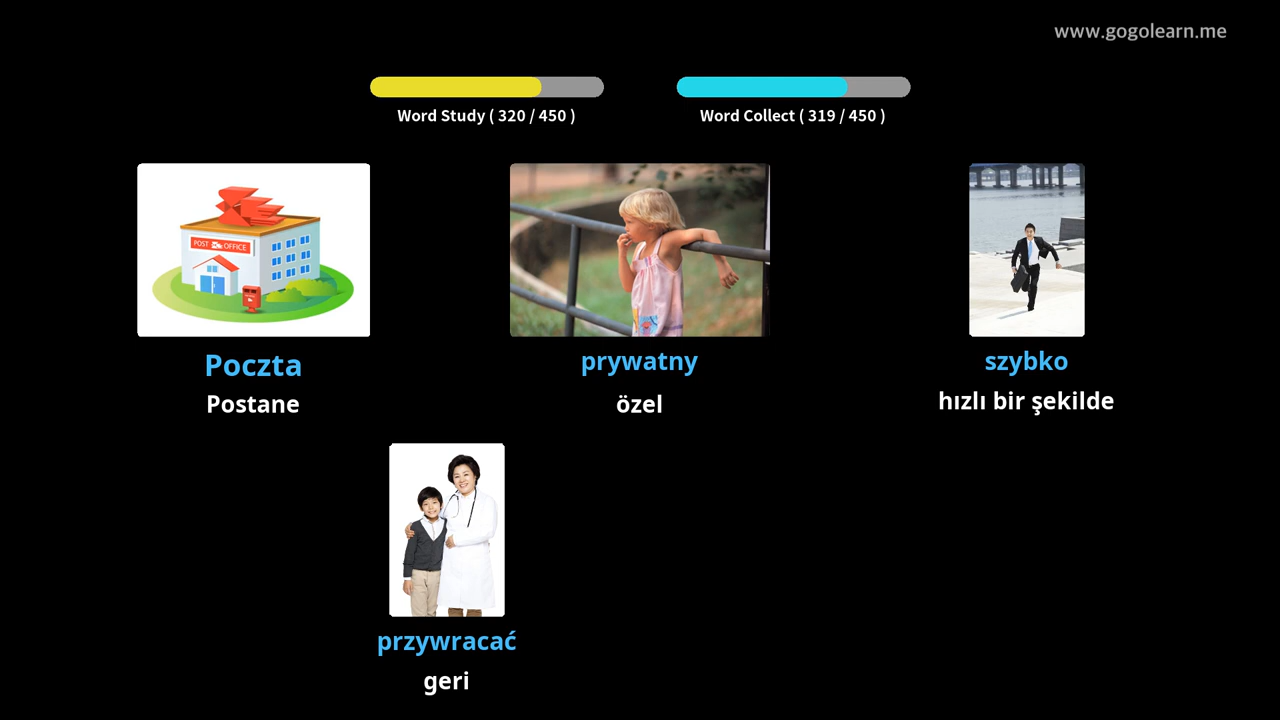 www.gogolearn.me
Word Study ( 320 / 450 )
Word Collect ( 319 / 450 )
POST OFFICE
Poczta
Postane
prywatny
özel
szybko
hızlı bir şekilde
przywracać
geri